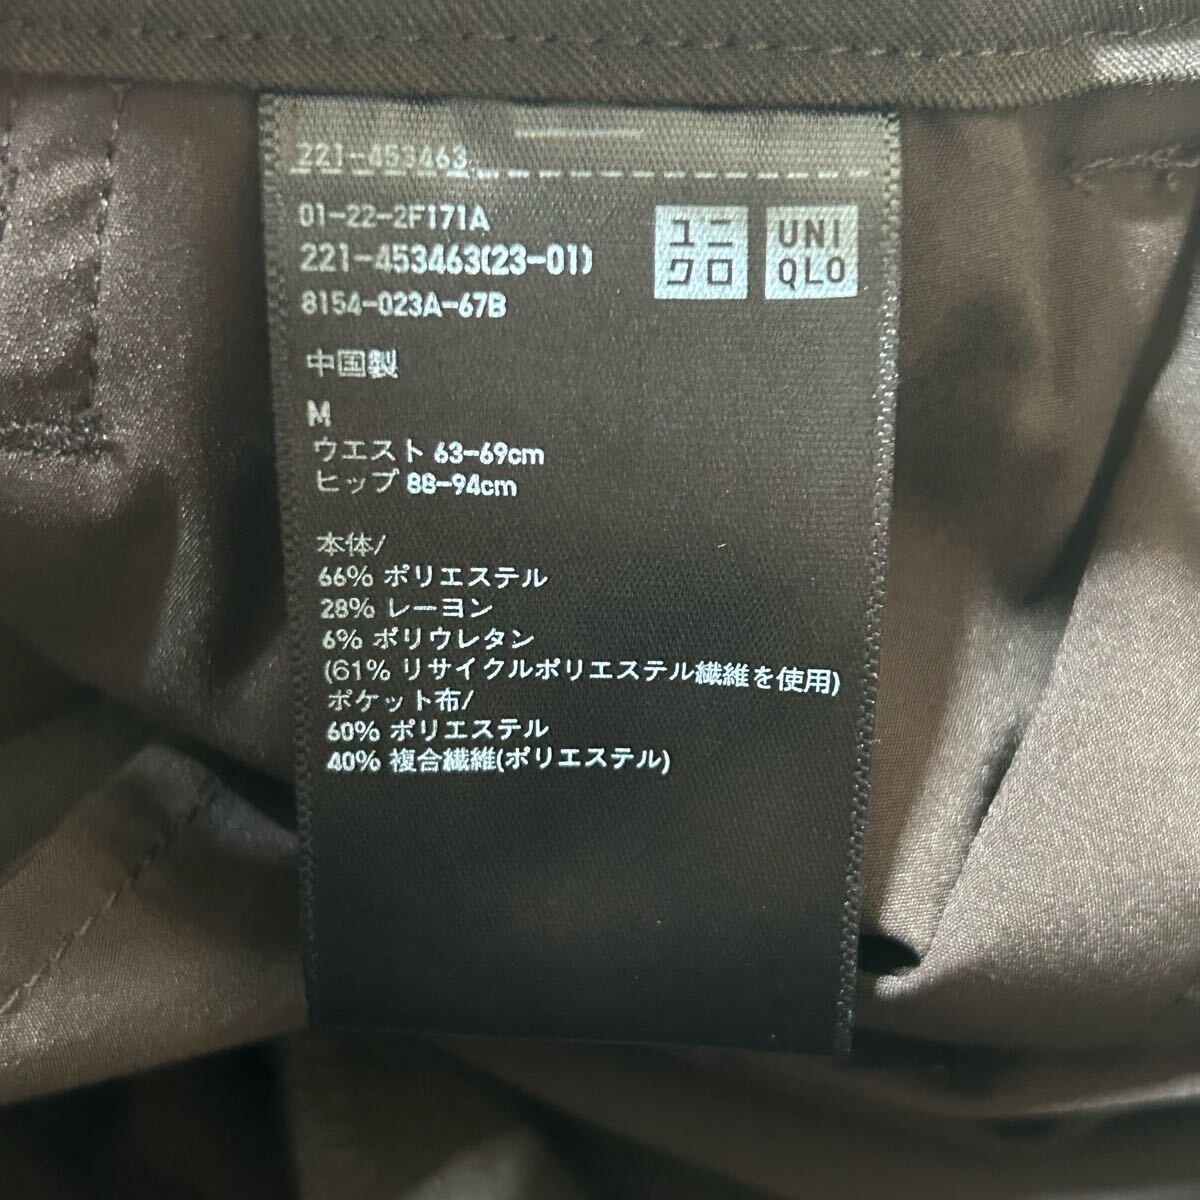 221-453463
01-22-2F171A
221-453463(23-01)
8154-023A-67B
ユニ
クロ
UNI
QLO
中国製
M
ウエスト 63-69cm
ヒップ 88-94cm
本体/
66% ポリエステル
28% レーヨン
6% ポリウレタン
(61% リサイクルポリエステル繊維を使用)
ポケット布/
60% ポリエステル
40% 複合繊維(ポリエステル)